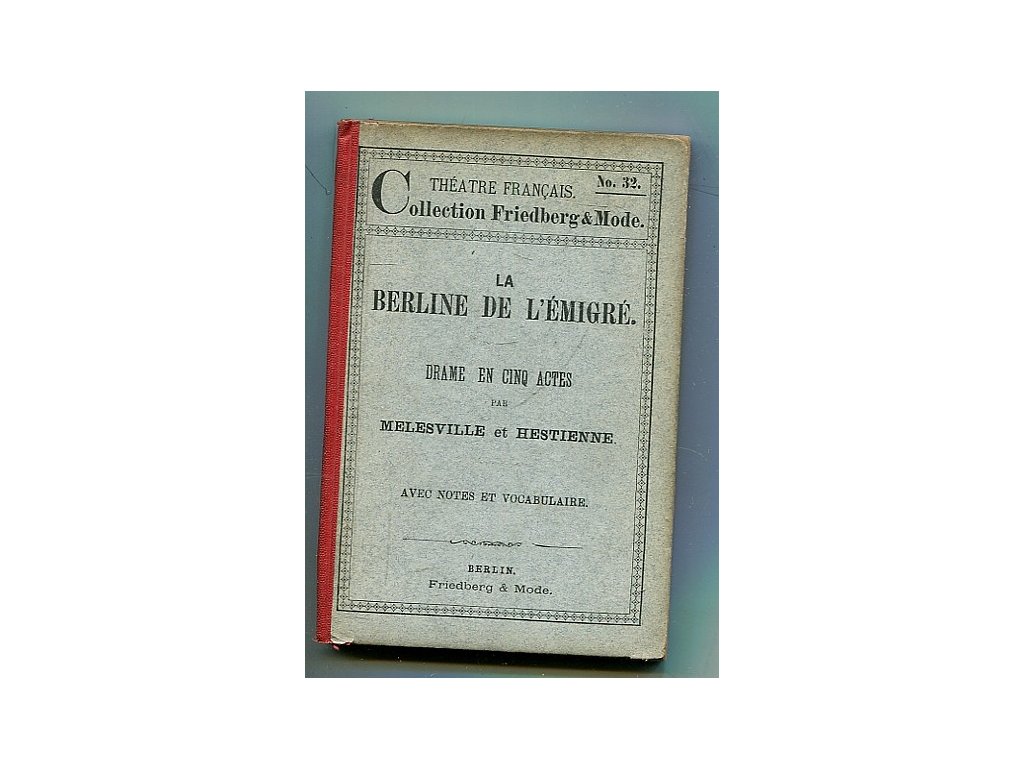 THÉATRE FRANÇAIS. No. 32.
Collection Friedberg & Mode.
LA
BERLINE DE L'ÉMIGRÉ.
DRAME EN CINQ ACTES
PAR
MELESVILLE et HESTIENNE.
AVEC NOTES ET VOCABULAIRE.
BERLIN.
Friedberg & Mode.